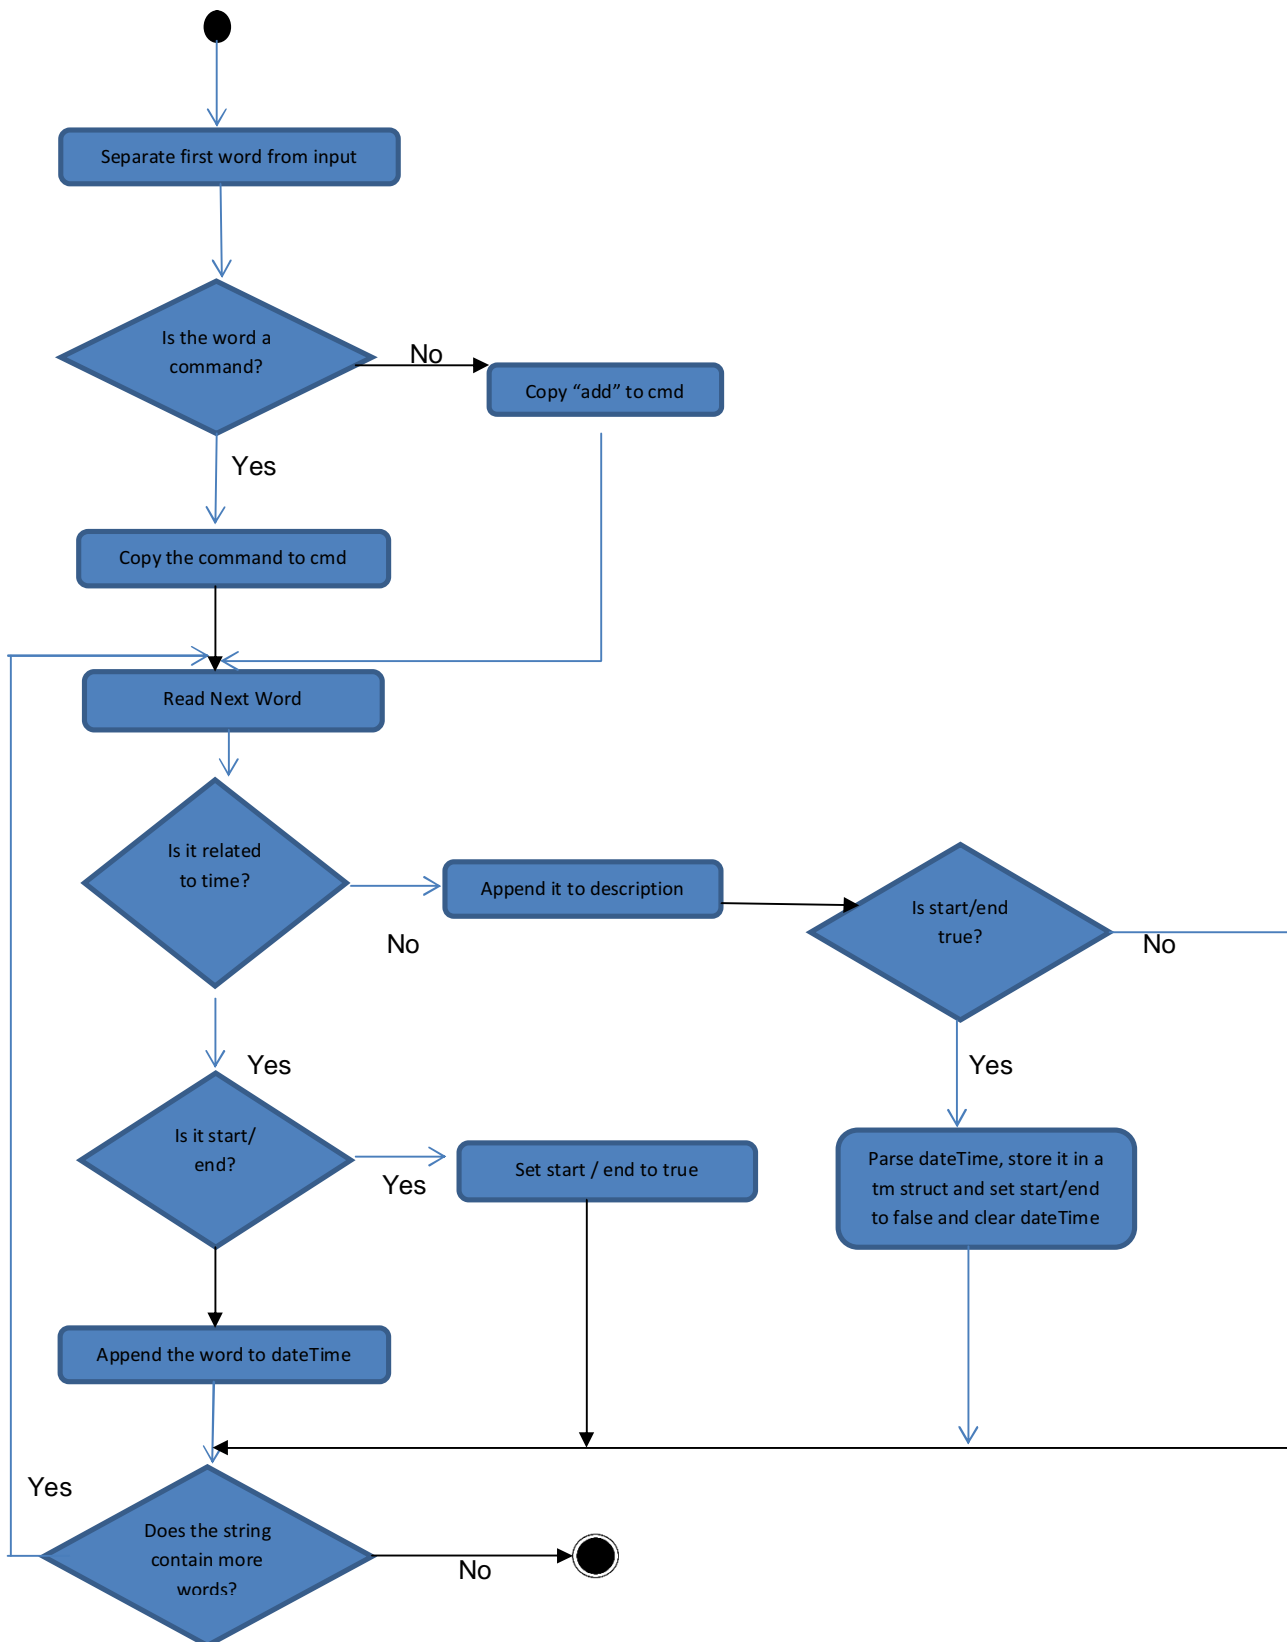 Separate first word from input
Is the word a
command?
No
Copy “add” to cmd
Yes
Copy the command to cmd
Read Next Word
Is it related
to time?
No
Append it to description
Is start/end
true?
No
Yes
Yes
Is it start/
end?
Yes
Set start / end to true
Parse dateTime, store it in a
tm struct and set start/end
to false and clear dateTime
Append the word to dateTime
Yes
Does the string
contain more
words?
No